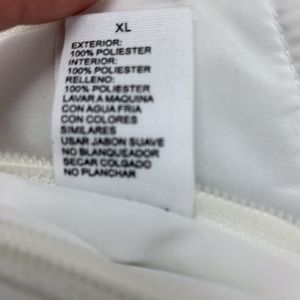 XL
EXTERIOR:
100% POLIESTER
INTERIOR:
100% POLIESTER
RELLENO:
100% POLIESTER
LAVAR A MAQUINA
CON AGUA FRIA
CON COLORES
SIMILARES
USAR JABON SUAVE
NO BLANQUEADOR
SECAR COLGADO
NO PLANCHAR